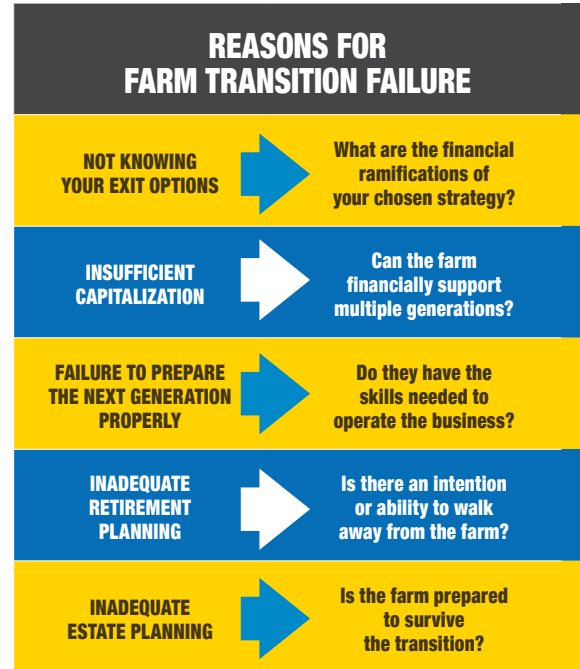 REASONS FOR
FARM TRANSITION FAILURE
NOT KNOWING
YOUR EXIT OPTIONS
What are the financial
ramifications of
your chosen strategy?
INSUFFICIENT
CAPITALIZATION
Can the farm
financially support
multiple generations?
FAILURE TO PREPARE
THE NEXT GENERATION
PROPERLY
Do they have the
skills needed to
operate the business?
INADEQUATE
RETIREMENT
PLANNING
Is there an intention
or ability to walk
away from the farm?
INADEQUATE
ESTATE PLANNING
Is the farm prepared
to survive
the transition?